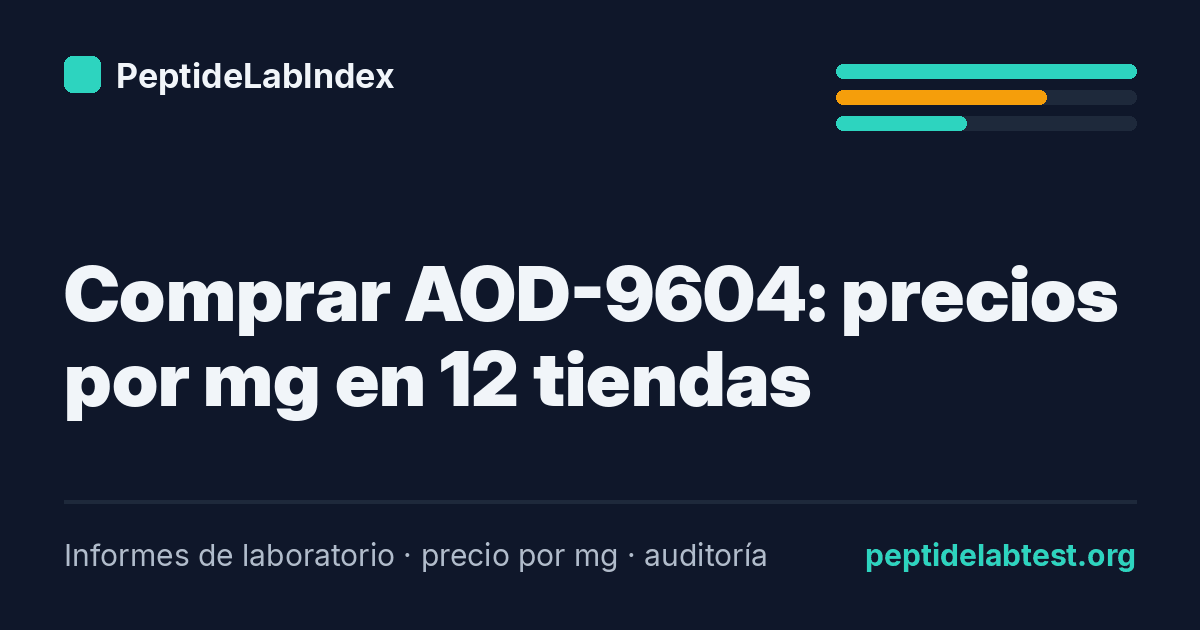 PeptideLabIndex
Comprar AOD-9604: precios
por mg en 12 tiendas
Informes de laboratorio · precio por mg · auditoría
peptidelabtest.org